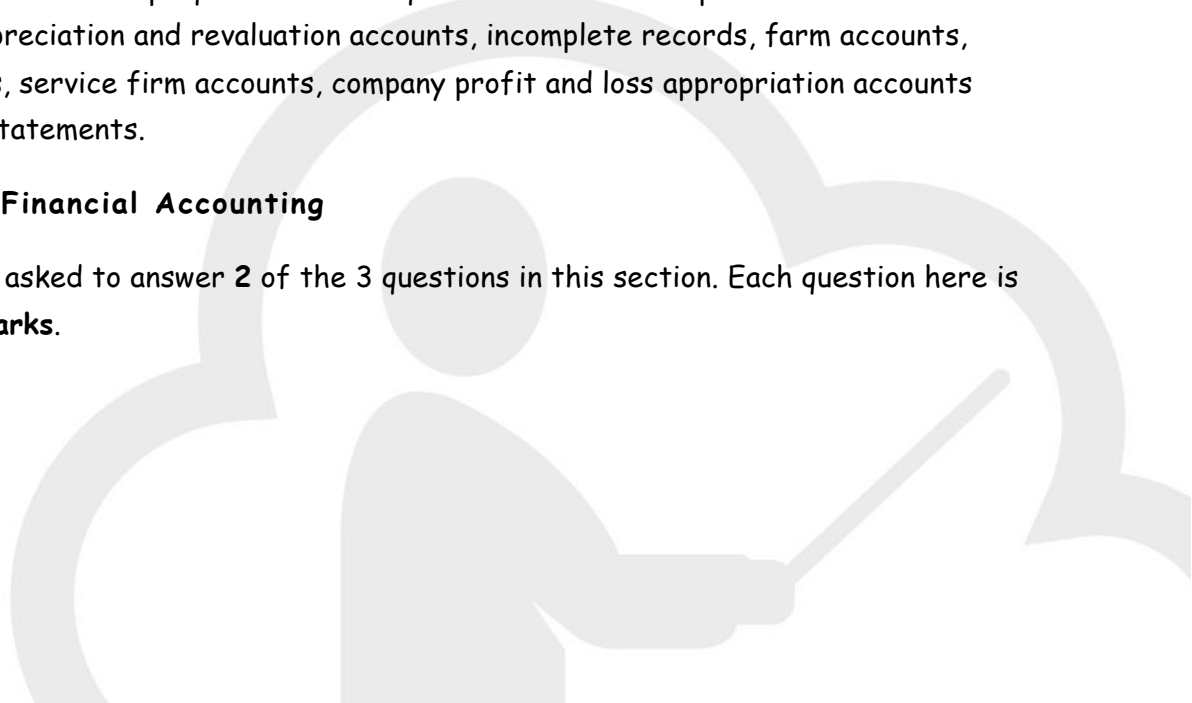 preciation and revaluation accounts, incomplete records, farm accounts,
, service firm accounts, company profit and loss appropriation accounts
tatements.
Financial Accounting
asked to answer 2 of the 3 questions in this section. Each question here is
arks.